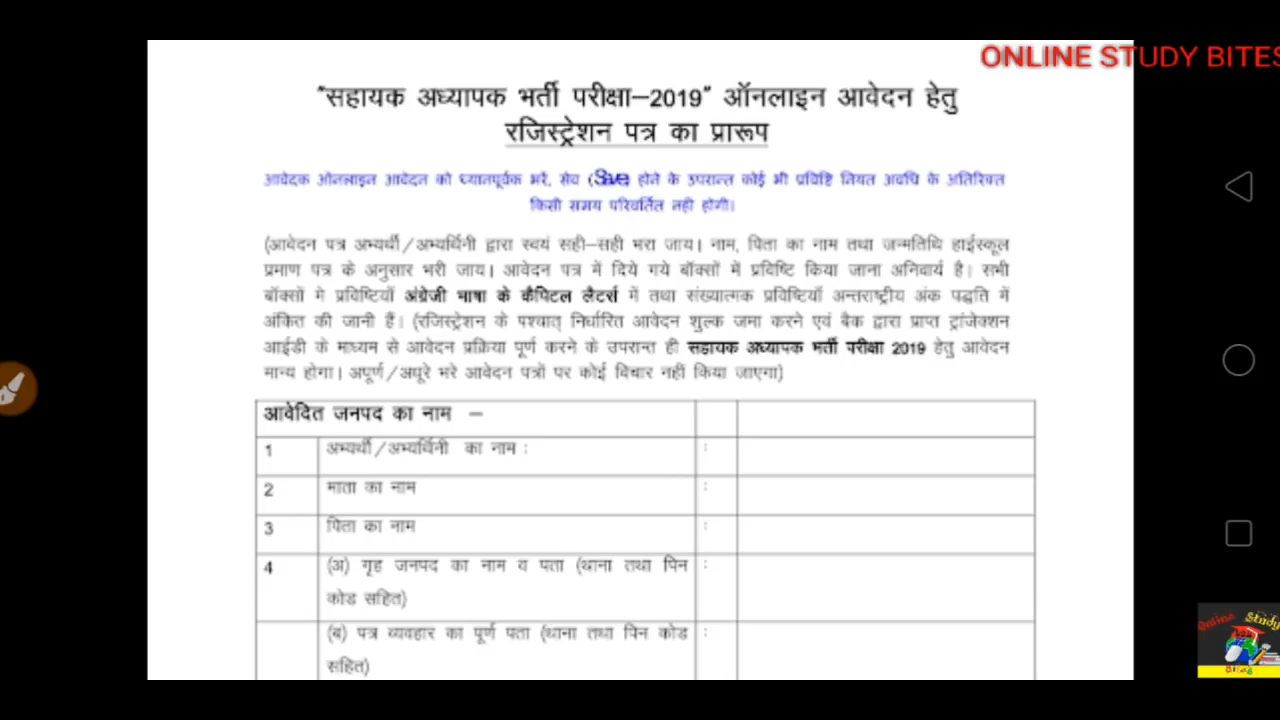 ONLINE STUDY BITES
"सहायक अध्यापक भर्ती परीक्षा–2019" ऑनलाइन आवेदन हेतु
रजिस्ट्रेशन पत्र का प्रारूप
आवेदक ऑनलाइन आवेदन को ध्यानपूर्वक भरें, सेव (Save) होने के उपरान्त कोई भी प्रविष्टि नियत अवधि के अतिरिक्त
किसी समय परिवर्तित नही होगी।
(आवेदन पत्र अभ्यर्थी/अभ्यर्थिनी द्वारा स्वयं सही–सही भरा जाय। नाम, पिता का नाम तथा जन्मतिथि हाईस्कूल
प्रमाण पत्र के अनुसार भरी जाय। आवेदन पत्र में दिये गये बॉक्सों में प्रविष्टि किया जाना अनिवार्य है। सभी
बॉक्सों मे प्रविष्टियाँ अंग्रेजी भाषा के कैपिटल लैटर्स में तथा संख्यात्मक प्रविष्टियाँ अन्तराष्ट्रीय अंक पद्धति में
अंकित की जानी हैं। (रजिस्ट्रेशन के पश्चात् निर्धारित आवेदन शुल्क जमा करने एवं बैक द्वारा प्राप्त ट्रांजेक्शन
आईडी के माध्यम से आवेदन प्रक्रिया पूर्ण करने के उपरान्त ही सहायक अध्यापक भर्ती परीक्षा 2019 हेतु आवेदन
मान्य होगा। अपूर्ण/अधूरे भरे आवेदन पत्रों पर कोई विचार नहीं किया जाएगा)
आवेदित जनपद का नाम –
1 अभ्यर्थी/अभ्यर्थिनी का नाम : :
2 माता का नाम :
3 पिता का नाम :
4 (अ) गृह जनपद का नाम व पता (थाना तथा पिन :
कोड सहित)
(ब) पत्र व्यवहार का पूर्ण पता (थाना तथा पिन कोड :
सहित)
Online Study
Bites